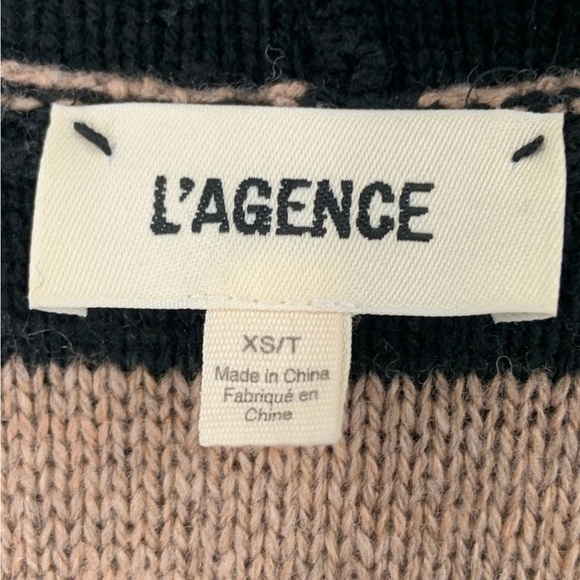 L'AGENCE
XS/T
Made in China
Fabriqué en
Chine